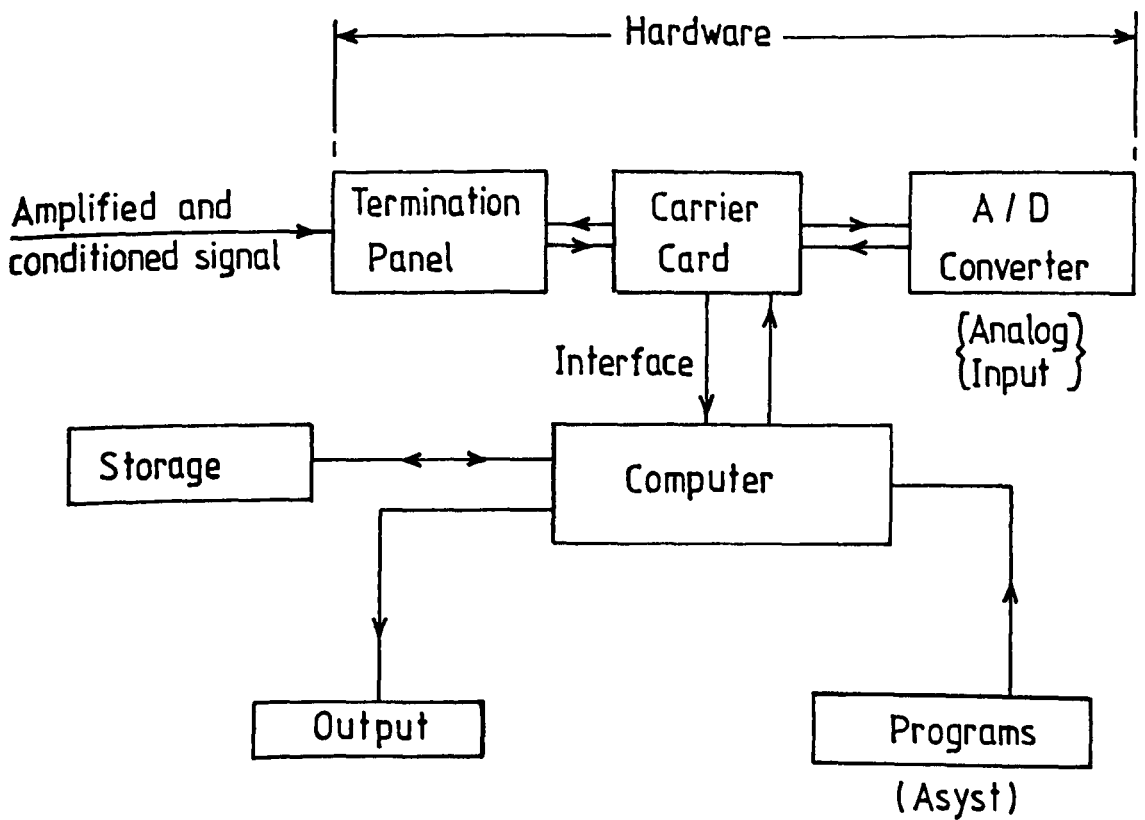 Hardware
Amplified and
conditioned signal
Termination
Panel
Carrier
Card
A / D
Converter
{Analog}
{Input}
Interface
Storage
Computer
Output
Programs
(Asyst)